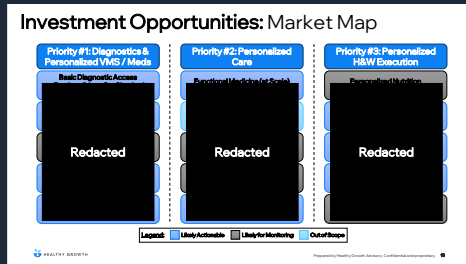 Investment Opportunities: Market Map
Priority #1: Diagnostics &
Personalized VMS / Meds
Priority #2: Personalized
Care
Priority #3: Personalized
H&W Execution
Basic Diagnostic Access
Functional Medicine (at Scale)
Personalized Nutrition
Redacted
Redacted
Redacted
Legend: Likely Actionable Likely for Monitoring Out of Scope
HEALTHY GROWTH
Prepared by Healthy Growth Advisory. Confidential and proprietary.